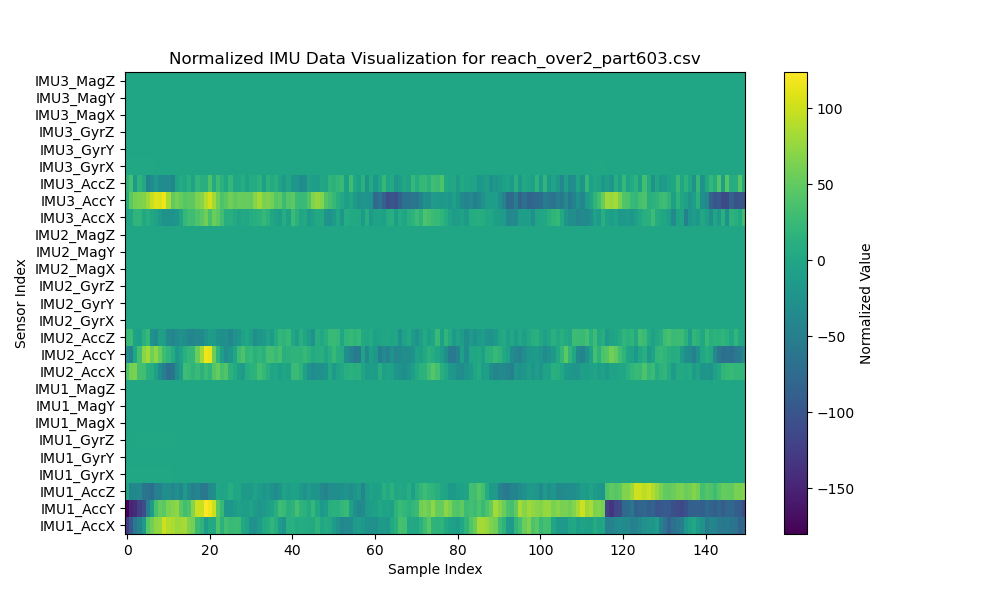 Normalized IMU Data Visualization for reach_over2_part603.csv
IMU3_MagZ
IMU3_MagY
IMU3_MagX
IMU3_GyrZ
IMU3_GyrY
IMU3_GyrX
IMU3_AccZ
IMU3_AccY
IMU3_AccX
IMU2_MagZ
IMU2_MagY
IMU2_MagX
IMU2_GyrZ
IMU2_GyrY
IMU2_GyrX
IMU2_AccZ
IMU2_AccY
IMU2_AccX
IMU1_MagZ
IMU1_MagY
IMU1_MagX
IMU1_GyrZ
IMU1_GyrY
IMU1_GyrX
IMU1_AccZ
IMU1_AccY
IMU1_AccX
Sensor Index
0 20 40 60 80 100 120 140
Sample Index
100
50
0
−50
−100
−150
Normalized Value